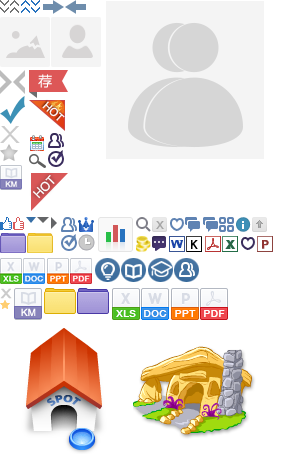 荐
HOT
KM
HOT
W K X P
X W P
XLS DOC PPT PDF
KM
X W P
XLS DOC PPT PDF
SPOT